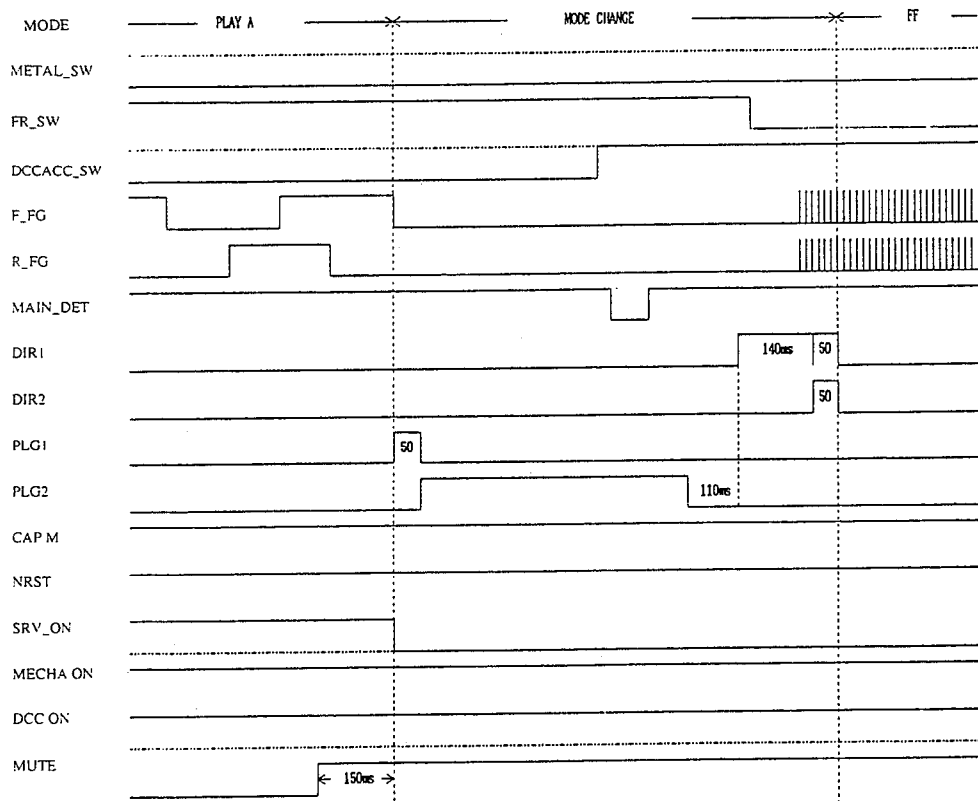 MODE PLAY A MODE CHANGE FF
METAL_SW
FR_SW
DCCACC_SW
F_FG
R_FG
MAIN_DET
DIR1 140ms 50
DIR2 50
PLG1 50
PLG2 110ms
CAP M
NRST
SRV_ON
MECHA ON
DCC ON
MUTE
150ms